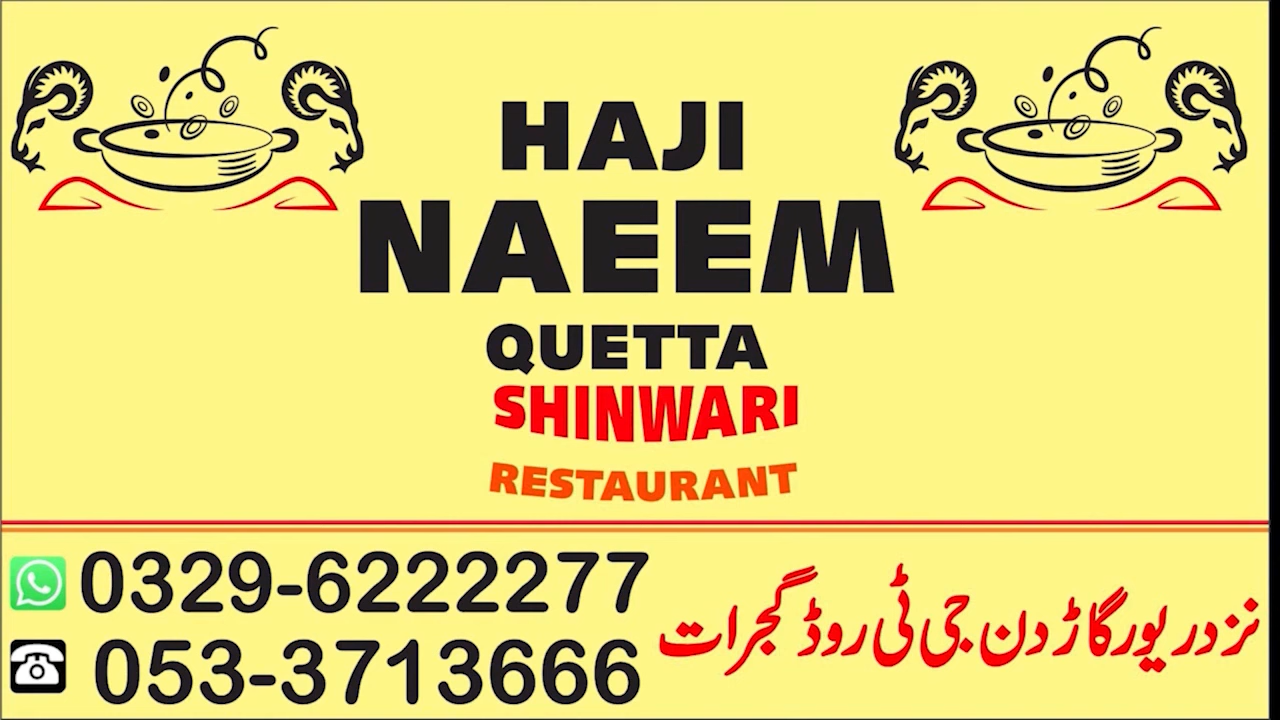 HAJI
NAEEM
QUETTA
SHINWARI
RESTAURANT
0329-6222277
053-3713666
نزد ریور گارڈن جی ٹی روڈ گجرات